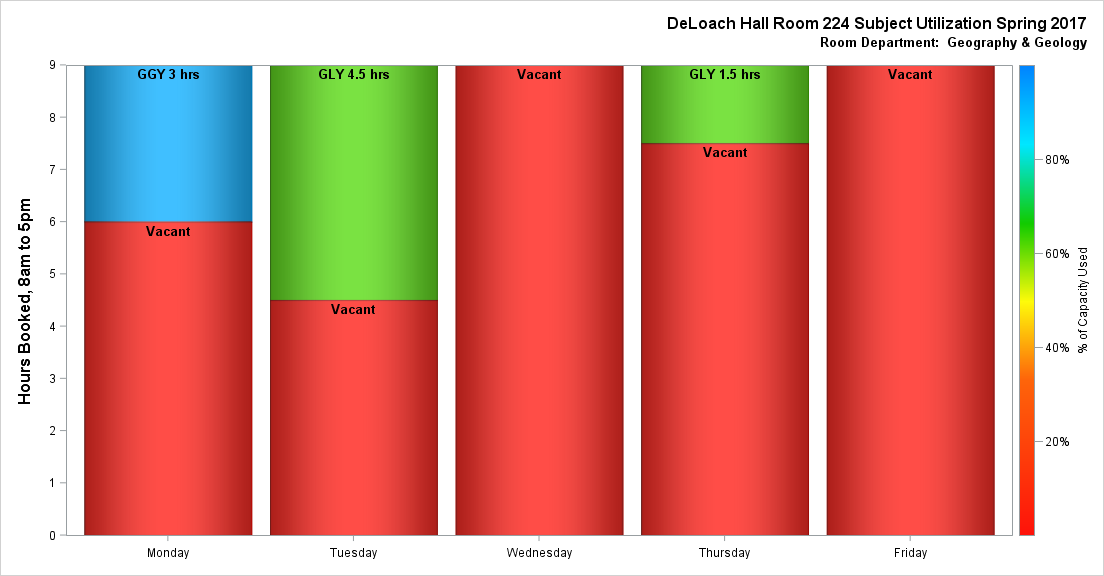 DeLoach Hall Room 224 Subject Utilization Spring 2017
Room Department:  Geography & Geology
Hours Booked, 8am to 5pm
9
8
7
6
5
4
3
2
1
0
GGY 3 hrs
Vacant
GLY 4.5 hrs
Vacant
Vacant
GLY 1.5 hrs
Vacant
Vacant
Monday
Tuesday
Wednesday
Thursday
Friday
80%
60%
40%
20%
% of Capacity Used